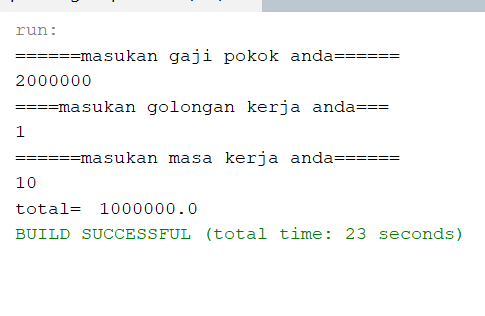 run:
======masukan gaji pokok anda======
2000000
====masukan golongan kerja anda===
1
======masukan masa kerja anda======
10
total=  1000000.0
BUILD SUCCESSFUL (total time: 23 seconds)